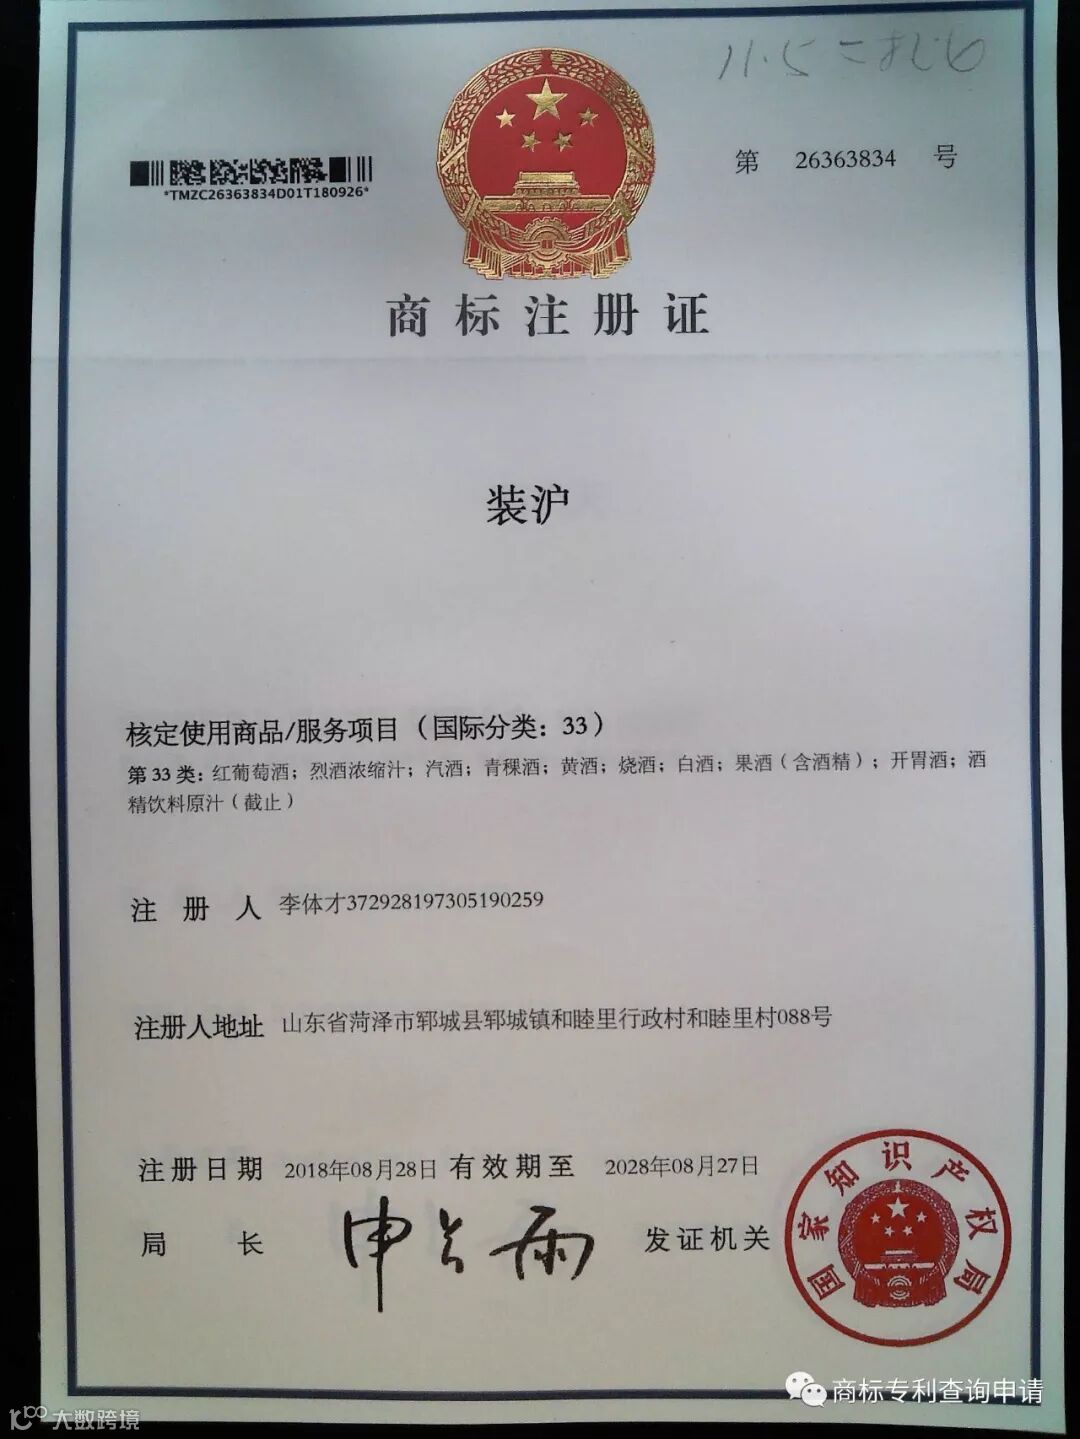 11.5
第 26363834 号
*TMZC26363834D01T180926*
商标注册证
装沪
核定使用商品/服务项目（国际分类：33）
第 33 类：红葡萄酒；烈酒浓缩汁；汽酒；青稞酒；黄酒；烧酒；白酒；果酒（含酒精）；开胃酒；酒
精饮料原汁（截止）
注册人 李体才372928197305190259
注册人地址 山东省菏泽市郓城县郓城镇和睦里行政村和睦里村088号
注册日期 2018年08月28日 有效期至 2028年08月27日
局长 申长雨 发证机关
国家知识产权局
商标专利查询申请
大数跨境